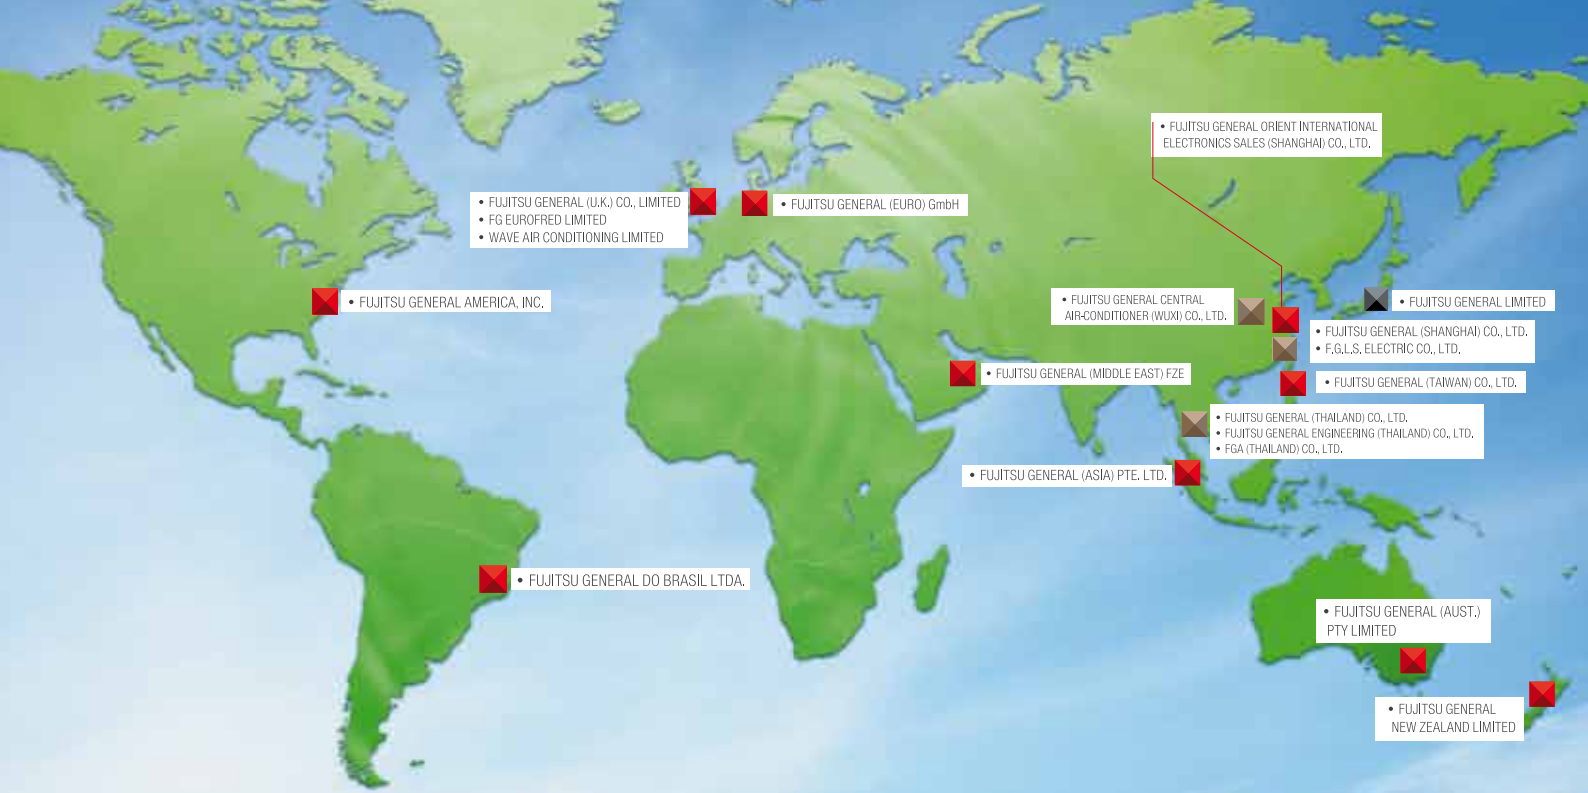 • FUJITSU GENERAL ORIENT INTERNATIONAL
ELECTRONICS SALES (SHANGHAI) CO., LTD.
• FUJITSU GENERAL (U.K.) CO., LIMITED
• FG EUROFRED LIMITED
• WAVE AIR CONDITIONING LIMITED
• FUJITSU GENERAL (EURO) GmbH
• FUJITSU GENERAL AMERICA, INC.
• FUJITSU GENERAL CENTRAL
AIR-CONDITIONER (WUXI) CO., LTD.
• FUJITSU GENERAL LIMITED
• FUJITSU GENERAL (SHANGHAI) CO., LTD.
• F.G.L.S. ELECTRIC CO., LTD.
• FUJITSU GENERAL (MIDDLE EAST) FZE
• FUJITSU GENERAL (TAIWAN) CO., LTD.
• FUJITSU GENERAL (THAILAND) CO., LTD.
• FUJITSU GENERAL ENGINEERING (THAILAND) CO., LTD.
• FGA (THAILAND) CO., LTD.
• FUJITSU GENERAL (ASIA) PTE. LTD.
• FUJITSU GENERAL DO BRASIL LTDA.
• FUJITSU GENERAL (AUST.)
PTY LIMITED
• FUJITSU GENERAL
NEW ZEALAND LIMITED